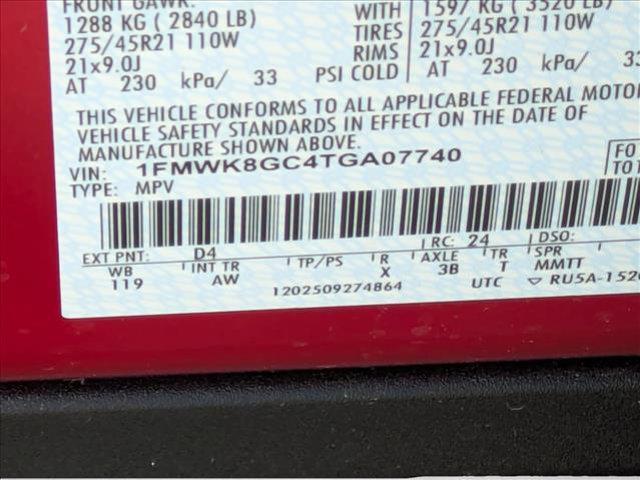 FRONT GAWR:
1288 KG ( 2840 LB) WITH 1597 KG ( 3520 LB)
275/45R21 110W TIRES 275/45R21 110W
21x9.0J RIMS 21x9.0J
AT 230 kPa/ 33 PSI COLD AT 230 kPa/ 33
THIS VEHICLE CONFORMS TO ALL APPLICABLE FEDERAL MOTOR
VEHICLE SAFETY STANDARDS IN EFFECT ON THE DATE OF
MANUFACTURE SHOWN ABOVE.
VIN: 1FMWK8GC4TGA07740
TYPE: MPV
EXT PNT: D4 RC: 24 DSO:
WB INT TR TP/PS R AXLE TR SPR
119 AW X 3B T MMTT
1202509274864 UTC ▽ RU5A-1520